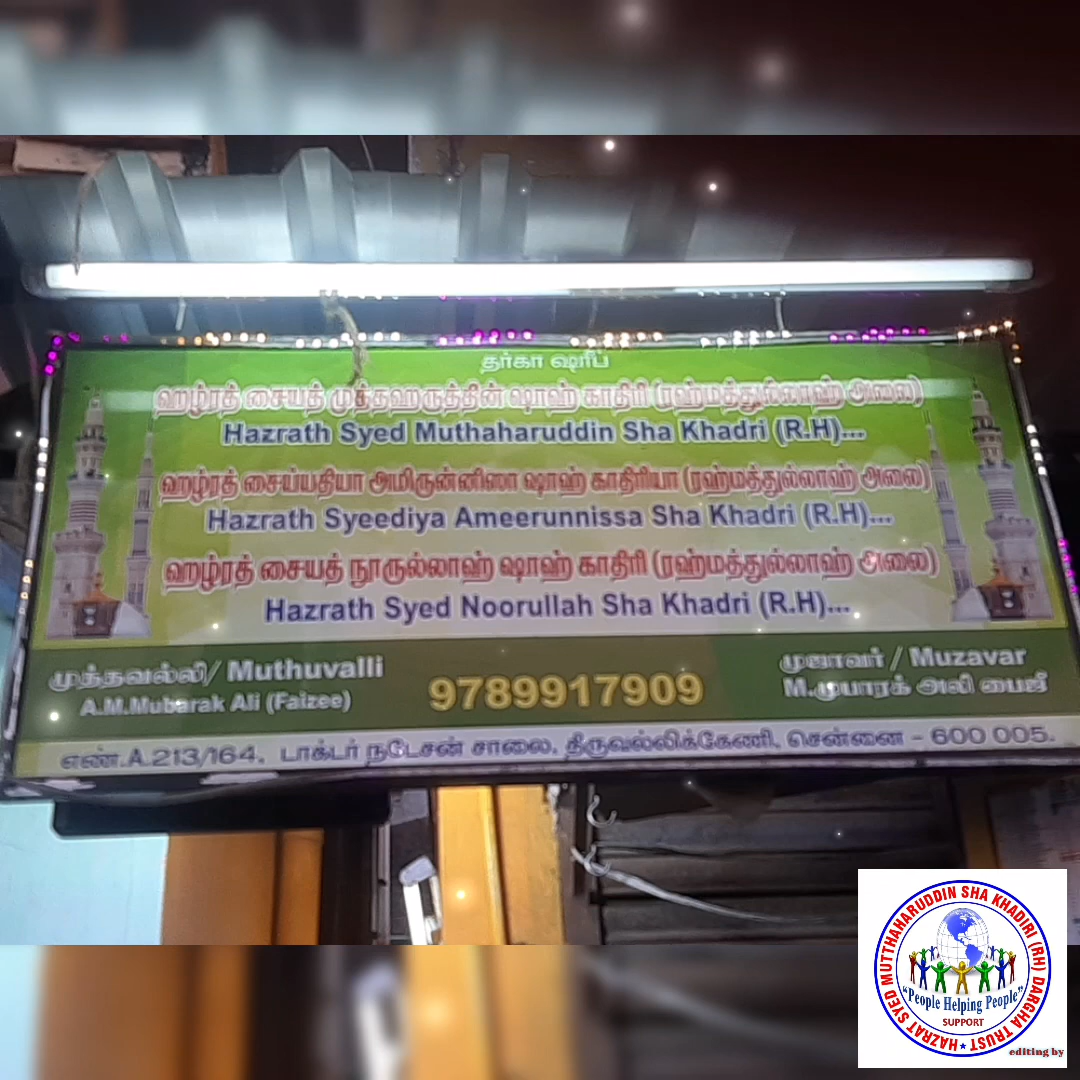 தர்கா ஷரீப்
ஹழ்ரத் சையத் முத்தஹருத்தின் ஷாஹ் காதிரி (ரஹ்மத்துல்லாஹ் அலை)
Hazrath Syed Muthaharuddin Sha Khadri (R.H)...
ஹழ்ரத் சைய்யதியா அமிருன்னிஸா ஷாஹ் காதிரியா (ரஹ்மத்துல்லாஹ் அலை)
Hazrath Syeediya Ameerunnissa Sha Khadri (R.H)...
ஹழ்ரத் சையத் நூருல்லாஹ் ஷாஹ் காதிரி (ரஹ்மத்துல்லாஹ் அலை)
Hazrath Syed Noorullah Sha Khadri (R.H)...
முத்தவல்லி/ Muthuvalli
A.M.Mubarak Ali (Faizee)
9789917909
முஜாவர் / Muzavar
M.முபாரக் அலி பைஜீ
எண்.A.213/164, டாக்டர் நடேசன் சாலை, திருவல்லிக்கேணி, சென்னை - 600 005.
HAZRAT SYED MUTTHAHARUDDIN SHA KHADIRI (RH) DARGHA TRUST
"People Helping People"
SUPPORT
editing by